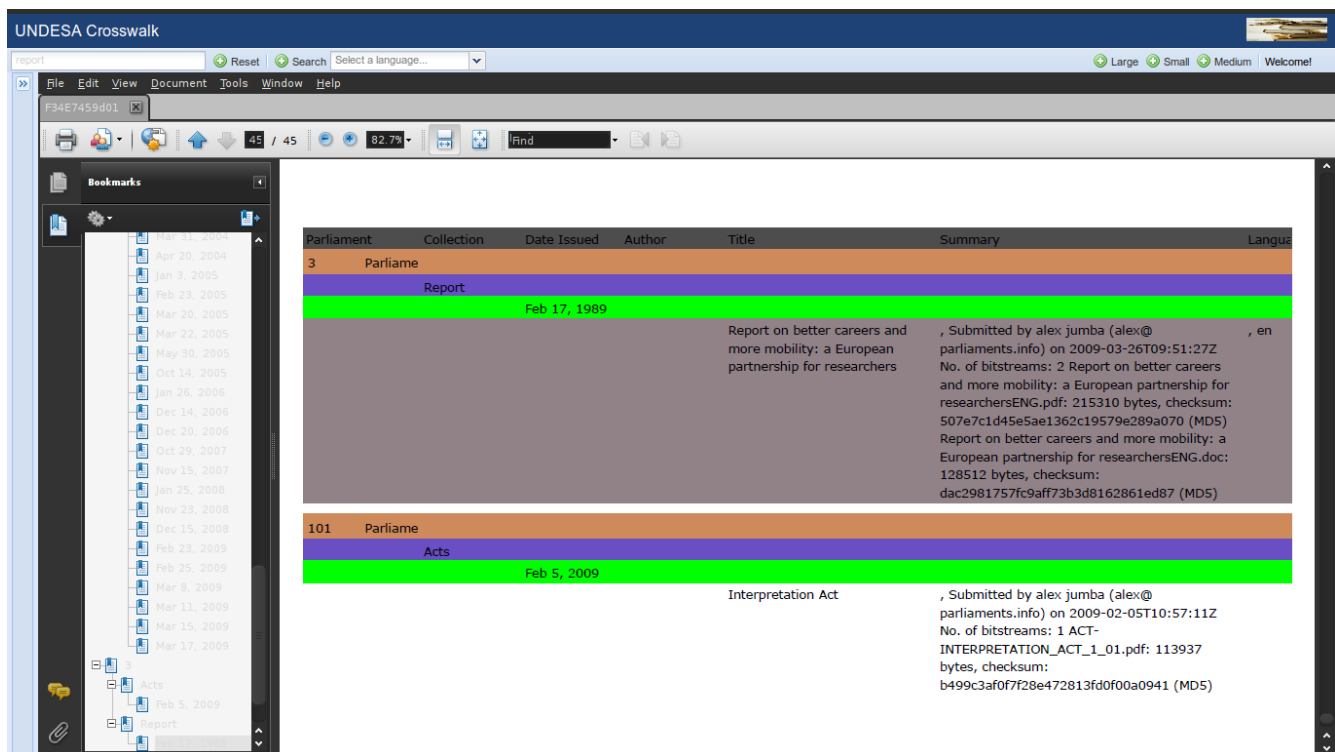 UNDESA Crosswalk
report Reset Search Select a language... Large Small Medium Welcome!
File Edit View Document Tools Window Help
F34E7459d01
45 / 45 82.7% Find
Bookmarks
Mar 31, 2004
Apr 20, 2004
Jan 3, 2005
Feb 23, 2005
Mar 20, 2005
Mar 22, 2005
May 30, 2005
Oct 14, 2005
Jan 26, 2006
Dec 14, 2006
Dec 20, 2006
Oct 29, 2007
Nov 15, 2007
Jan 25, 2008
Nov 23, 2008
Dec 15, 2008
Feb 23, 2009
Feb 25, 2009
Mar 8, 2009
Mar 11, 2009
Mar 15, 2009
Mar 17, 2009
3
Acts
Feb 5, 2009
Report
Feb 17, 1989
Parliament Collection Date Issued Author Title Summary Langua
3 Parliame
Report
Feb 17, 1989
Report on better careers and
more mobility: a European
partnership for researchers
, Submitted by alex jumba (alex@
parliaments.info) on 2009-03-26T09:51:27Z
No. of bitstreams: 2 Report on better careers
and more mobility: a European partnership for
researchersENG.pdf: 215310 bytes, checksum:
507e7c1d45e5ae1362c19579e289a070 (MD5)
Report on better careers and more mobility: a
European partnership for researchersENG.doc:
128512 bytes, checksum:
dac2981757fc9aff73b3d8162861ed87 (MD5)
, en
101 Parliame
Acts
Feb 5, 2009
Interpretation Act
, Submitted by alex jumba (alex@
parliaments.info) on 2009-02-05T10:57:11Z
No. of bitstreams: 1 ACT-
INTERPRETATION_ACT_1_01.pdf: 113937
bytes, checksum:
b499c3af0f7f28e472813fd0f00a0941 (MD5)